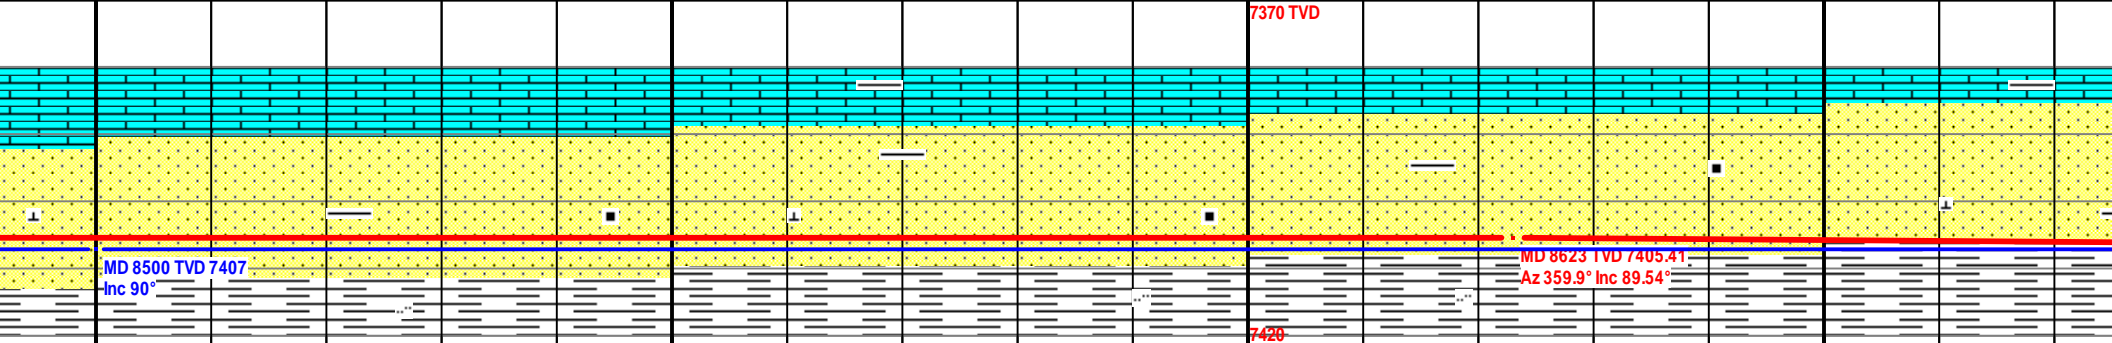 7370 TVD
MD 8500 TVD 7407
Inc 90°
MD 8623 TVD 7405.41
Az 359.9° Inc 89.54°
7420